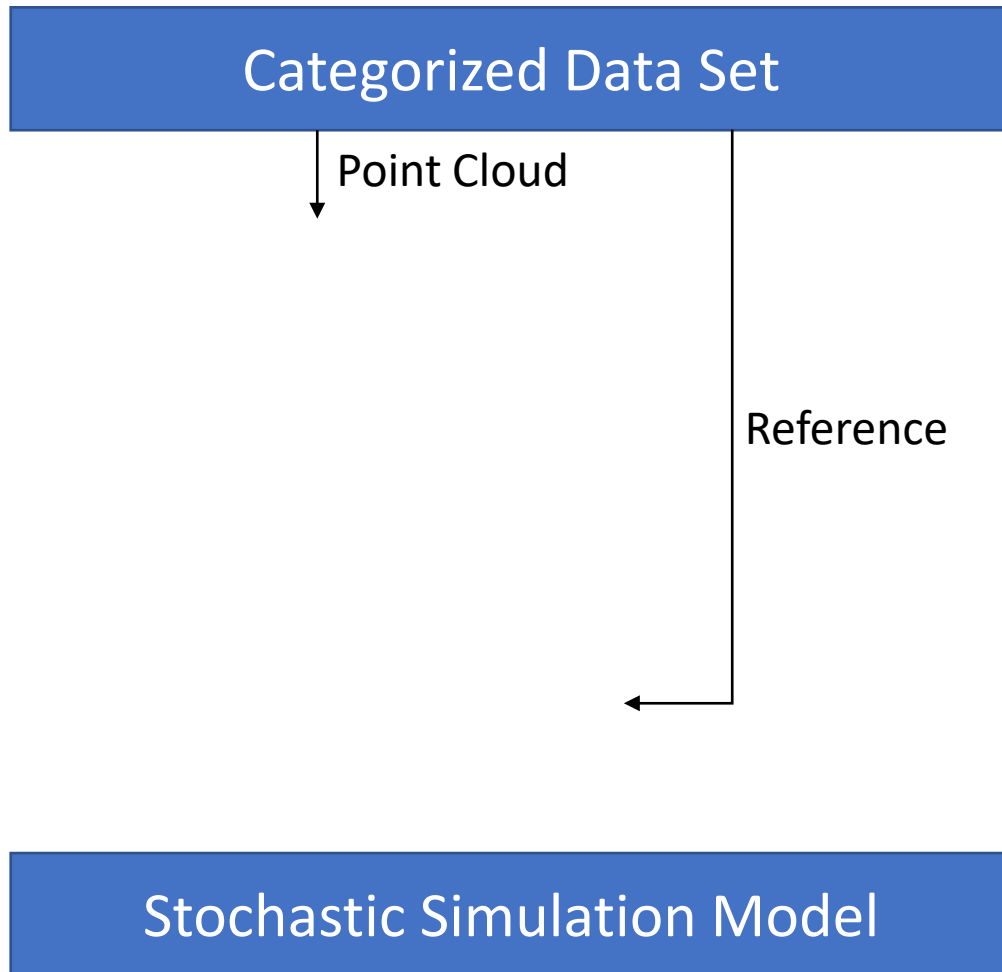 Categorized Data Set
Point Cloud
Reference
Stochastic Simulation Model